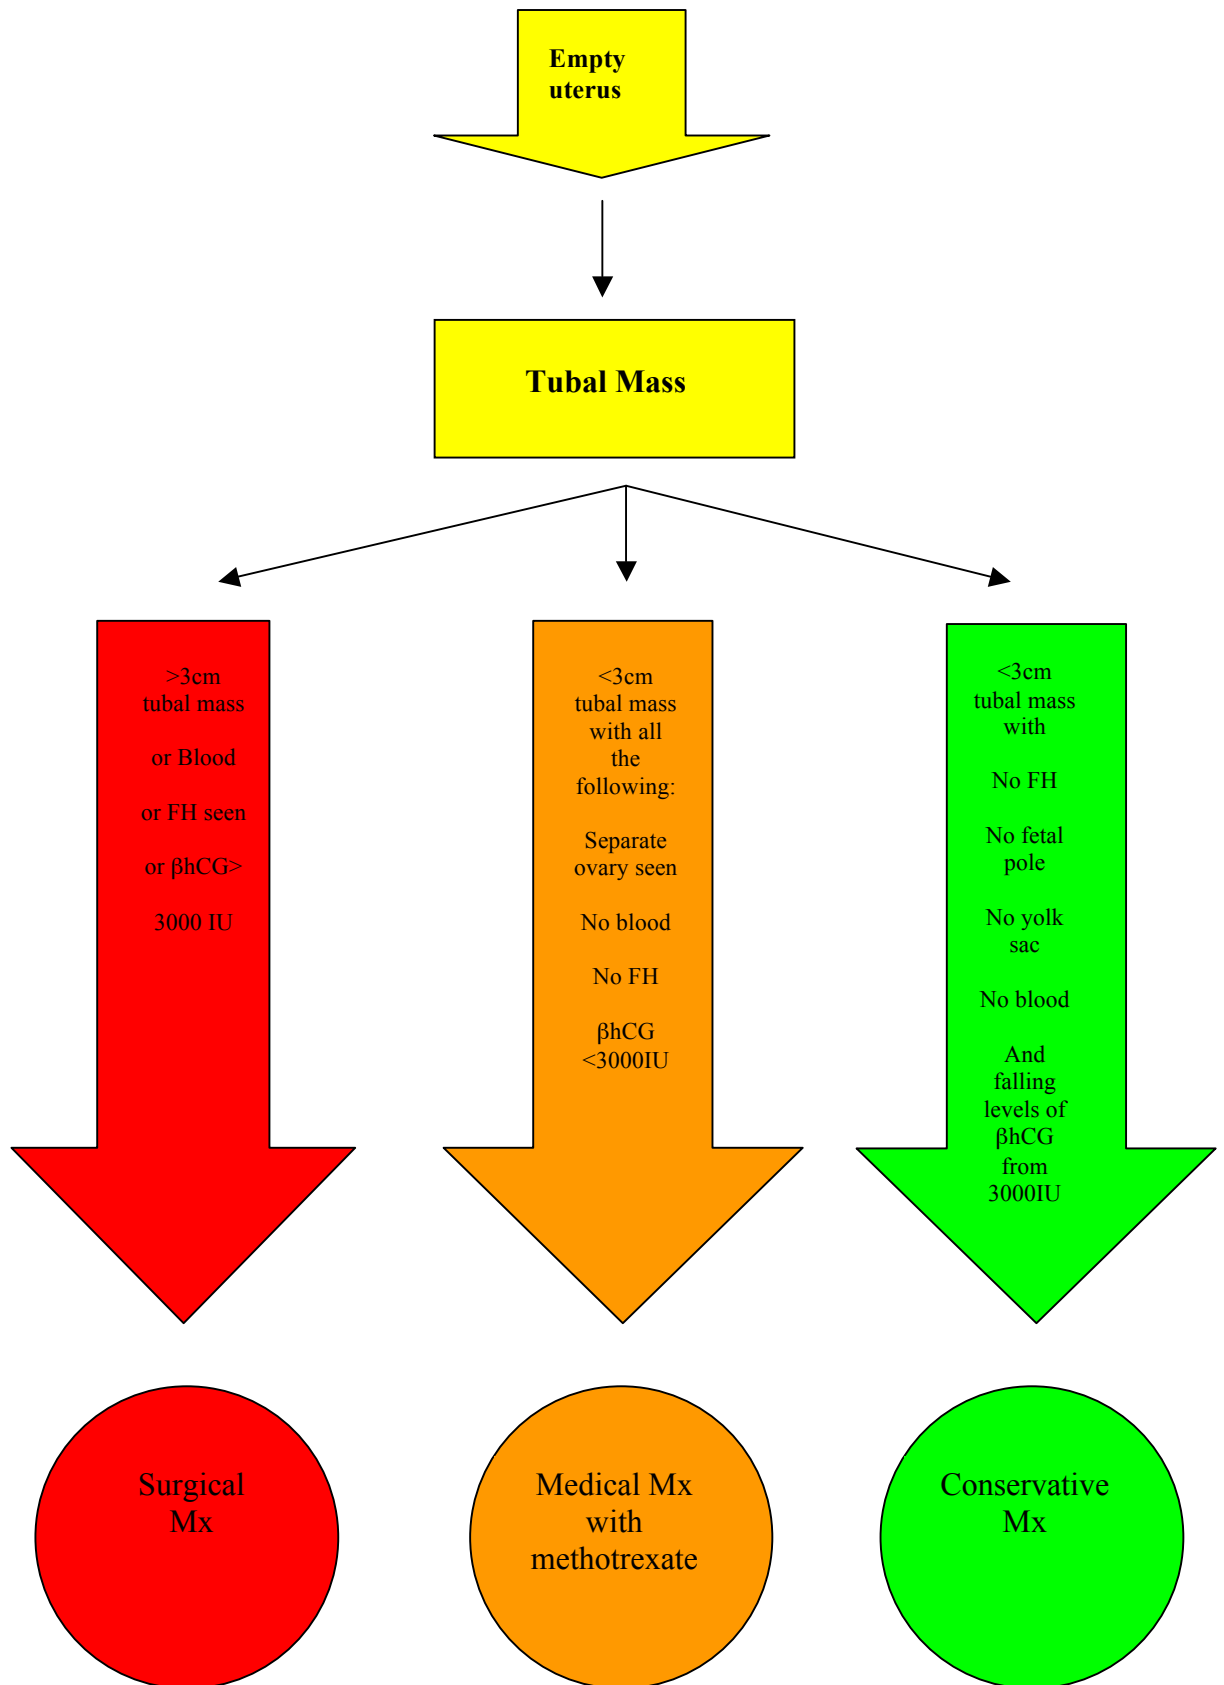 Empty
uterus
Tubal Mass
>3cm
tubal mass
or Blood
or FH seen
or βhCG>
3000 IU
<3cm
tubal mass
with all
the
following:
Separate
ovary seen
No blood
No FH
βhCG
<3000IU
<3cm
tubal mass
with
No FH
No fetal
pole
No yolk
sac
No blood
And
falling
levels of
βhCG
from
3000IU
Surgical
Mx
Medical Mx
with
methotrexate
Conservative
Mx